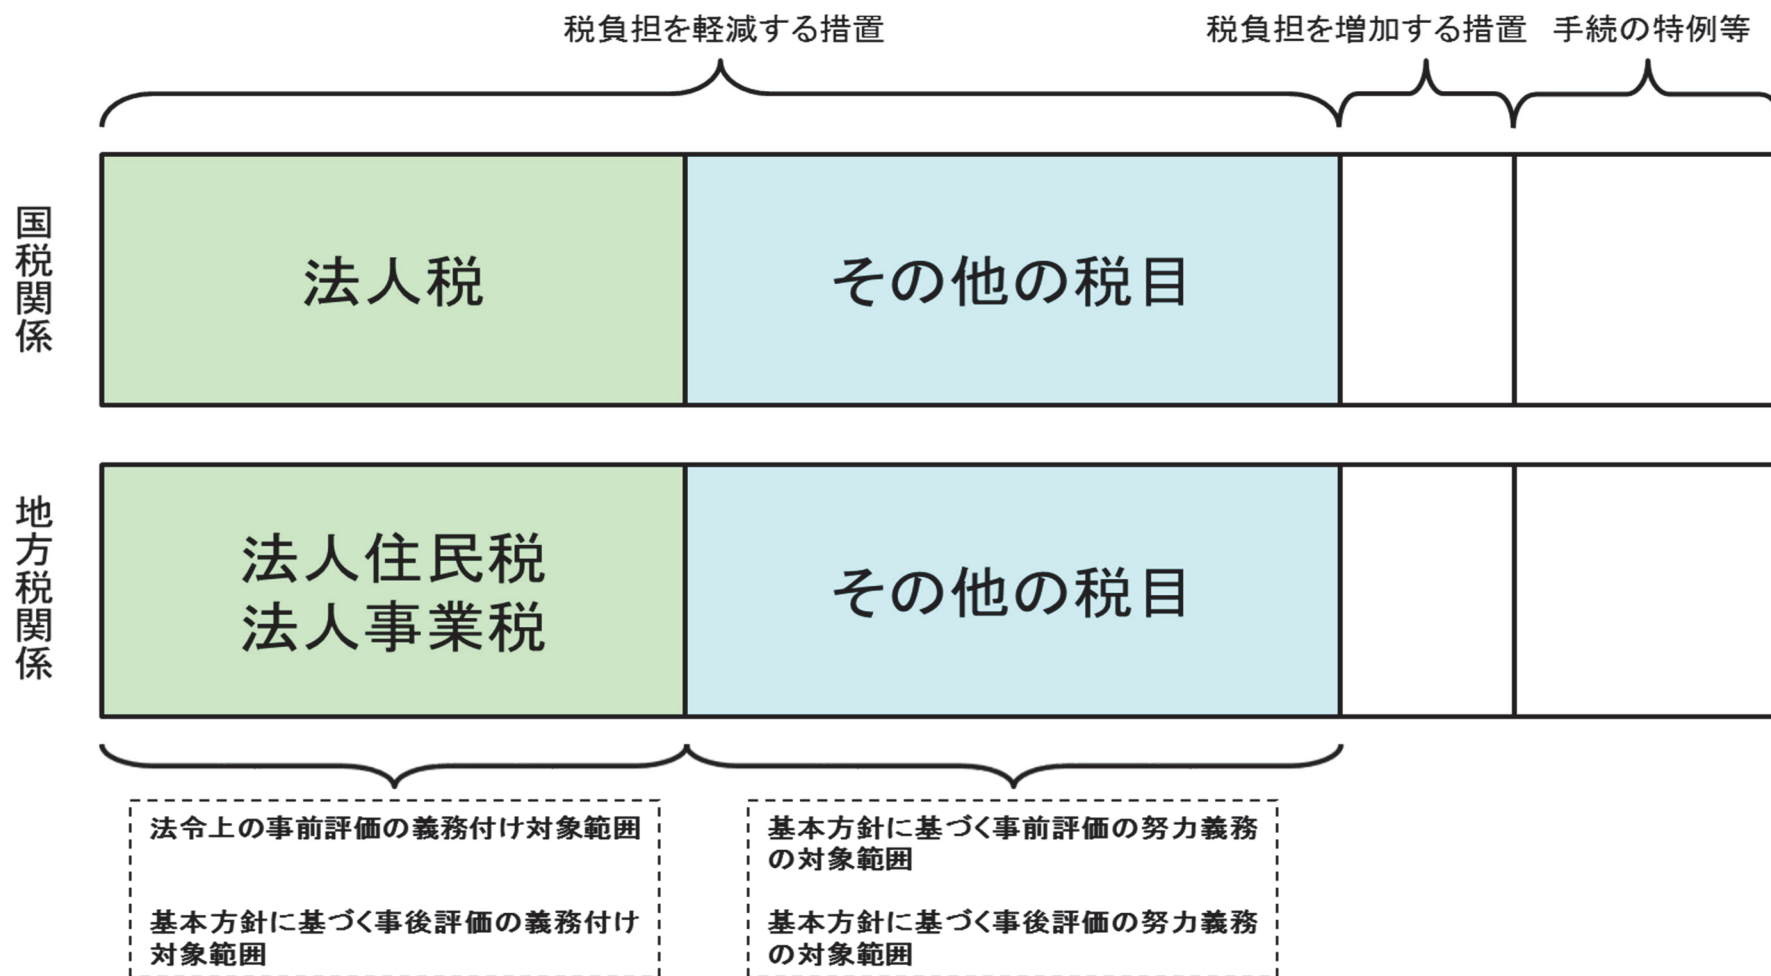 税負担を軽減する措置
税負担を増加する措置
手続の特例等
国税関係
法人税
その他の税目
地方税関係
法人住民税
法人事業税
その他の税目
法令上の事前評価の義務付け対象範囲
基本方針に基づく事後評価の義務付け
対象範囲
基本方針に基づく事前評価の努力義務
の対象範囲
基本方針に基づく事後評価の努力義務
の対象範囲